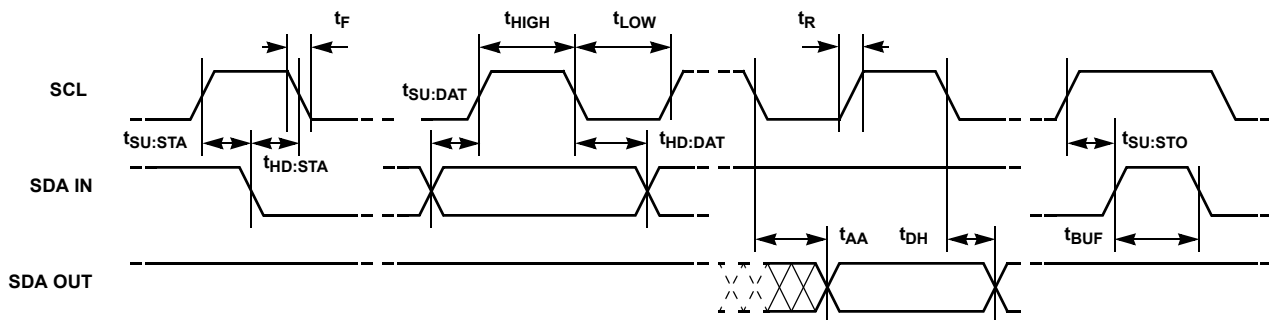 tF
tHIGH
tLOW
tR
SCL
tSU:DAT
tSU:STA
tHD:STA
tHD:DAT
tSU:STO
SDA IN
tAA
tDH
tBUF
SDA OUT